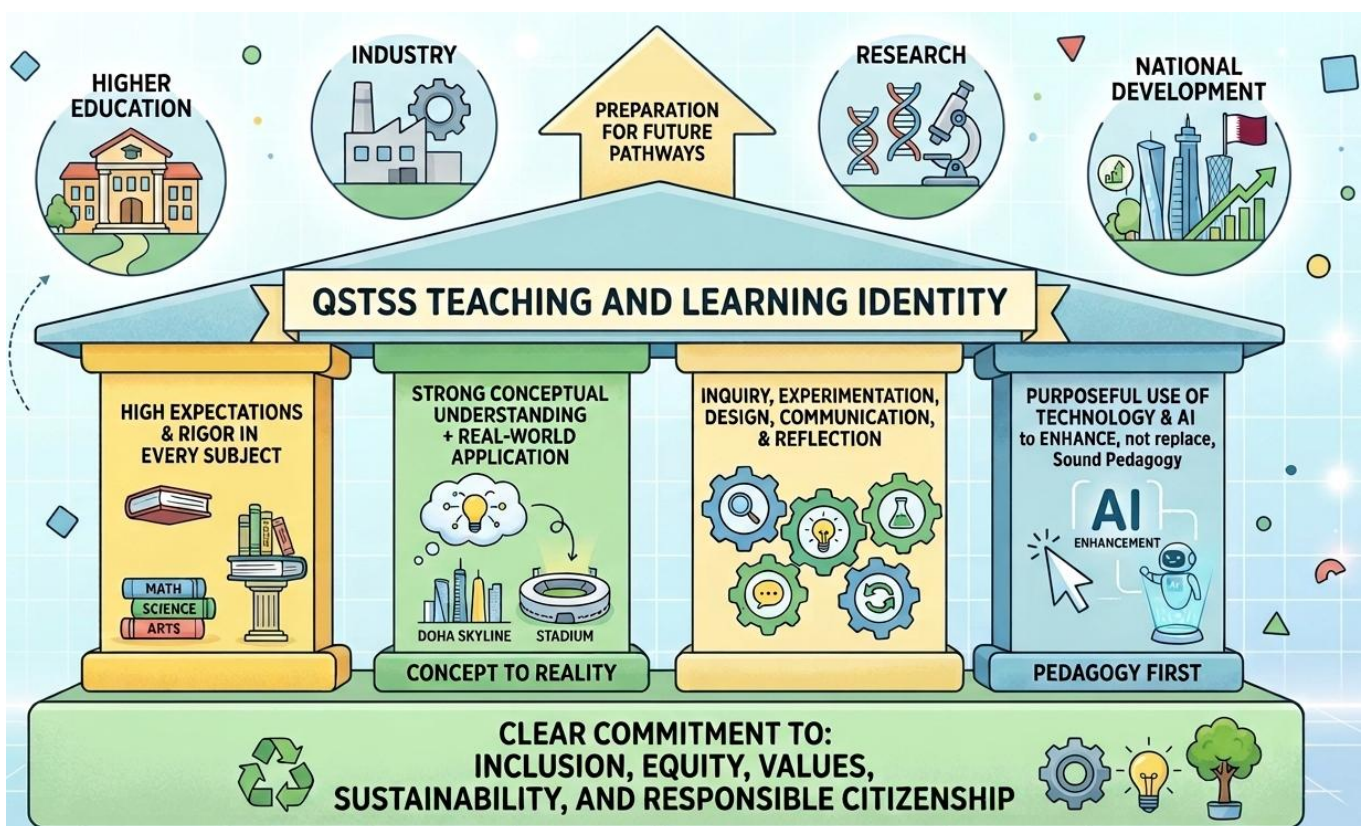 HIGHER
EDUCATION
INDUSTRY
PREPARATION
FOR FUTURE
PATHWAYS
RESEARCH
NATIONAL
DEVELOPMENT
QSTSS TEACHING AND LEARNING IDENTITY
HIGH EXPECTATIONS
& RIGOR IN
EVERY SUBJECT
MATH
SCIENCE
ARTS
STRONG CONCEPTUAL
UNDERSTANDING
+ REAL-WORLD
APPLICATION
DOHA SKYLINE
STADIUM
CONCEPT TO REALITY
INQUIRY, EXPERIMENTATION,
DESIGN, COMMUNICATION,
& REFLECTION
PURPOSEFUL USE OF
TECHNOLOGY & AI
to ENHANCE, not replace,
Sound Pedagogy
AI
ENHANCEMENT
PEDAGOGY FIRST
CLEAR COMMITMENT TO:
INCLUSION, EQUITY, VALUES,
SUSTAINABILITY, AND RESPONSIBLE CITIZENSHIP